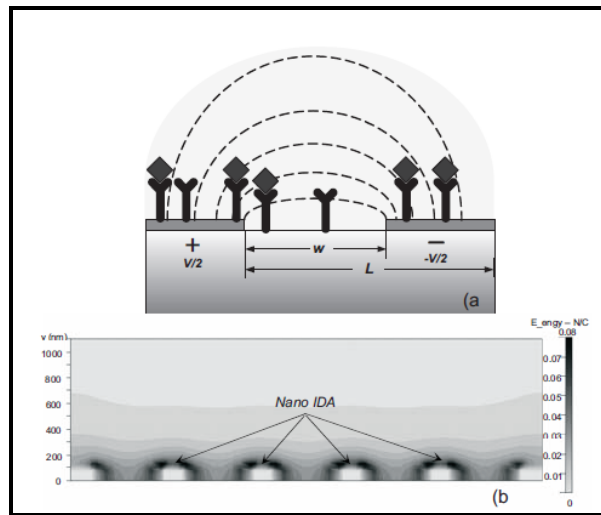 +
V/2
w
−
-V/2
L
(a
v (nm)
E_engy – N/C
0.08
1000
800
600
400
200
0
Nano IDA
0.07
0.06
0.05
0.04
0.03
0.02
0.01
0
(b